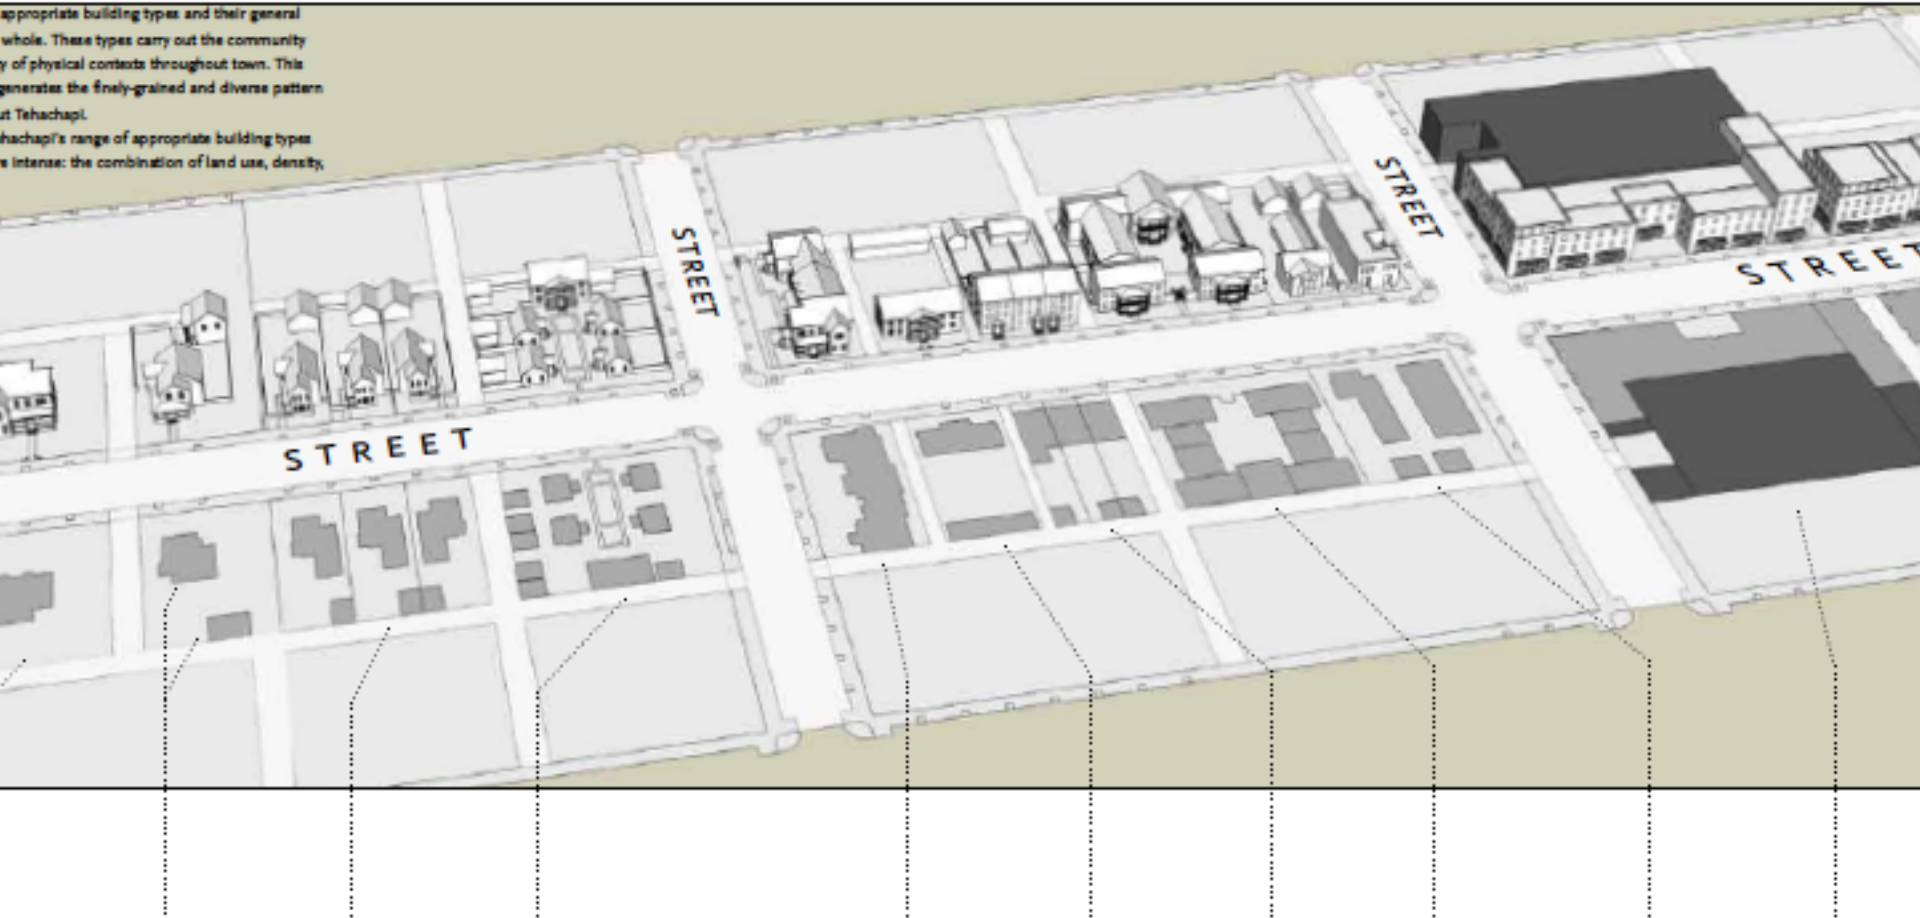 appropriate building types and their general
whole. These types carry out the community
y of physical contexts throughout town. This
generates the finely-grained and diverse pattern
ut Tehachapi.
ehachapi's range of appropriate building types
re intense: the combination of land use, density,
STREET
STREET
STREET
STREET